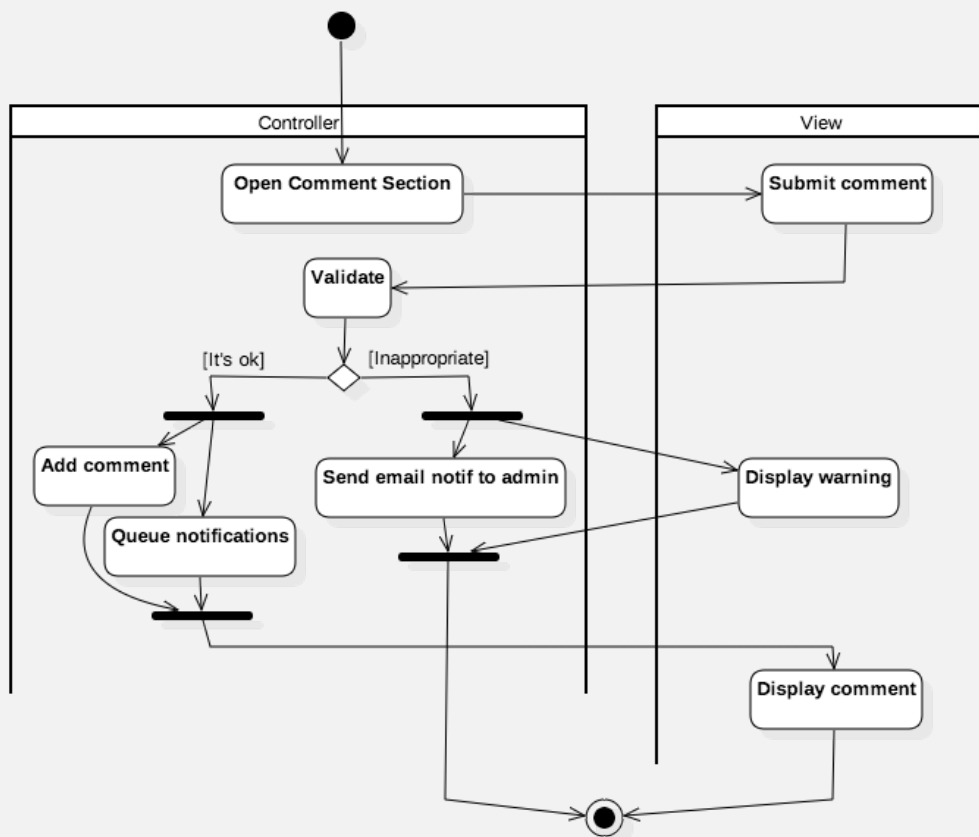 Controller
View
Open Comment Section
Submit comment
Validate
[It's ok]
[Inappropriate]
Add comment
Send email notif to admin
Display warning
Queue notifications
Display comment